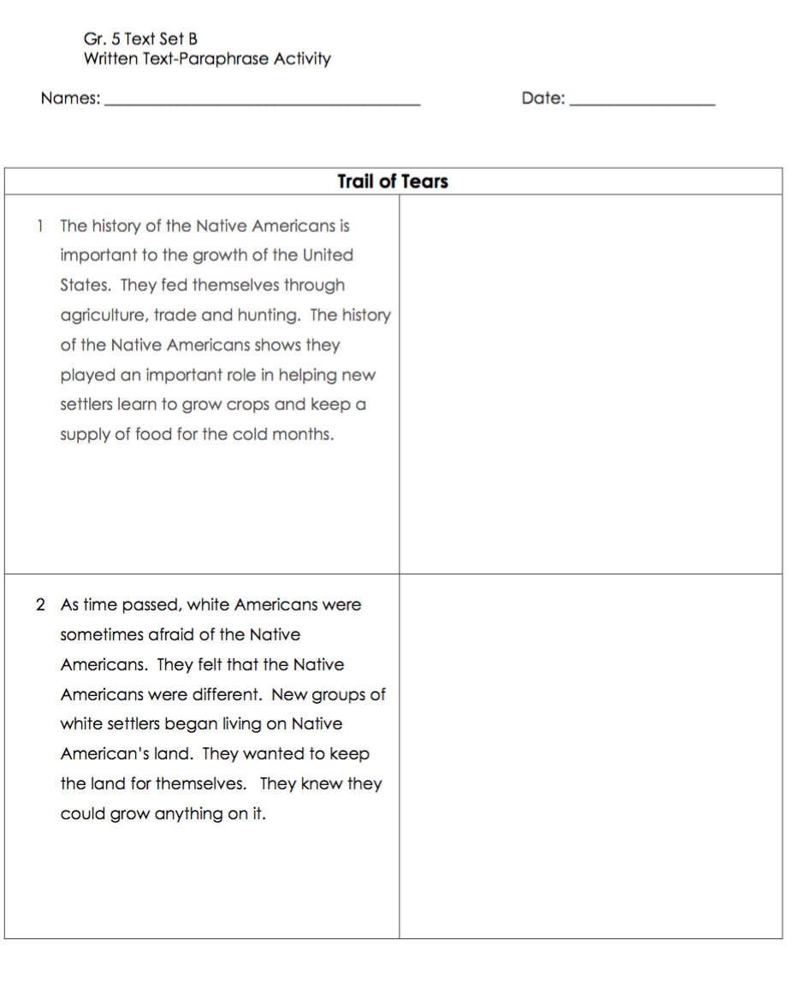 Gr. 5 Text Set B
Written Text-Paraphrase Activity
Names: ___________________________________ Date: ________________
Trail of Tears
1 The history of the Native Americans is
important to the growth of the United
States. They fed themselves through
agriculture, trade and hunting. The history
of the Native Americans shows they
played an important role in helping new
settlers learn to grow crops and keep a
supply of food for the cold months.
2 As time passed, white Americans were
sometimes afraid of the Native
Americans. They felt that the Native
Americans were different. New groups of
white settlers began living on Native
American's land. They wanted to keep
the land for themselves. They knew they
could grow anything on it.